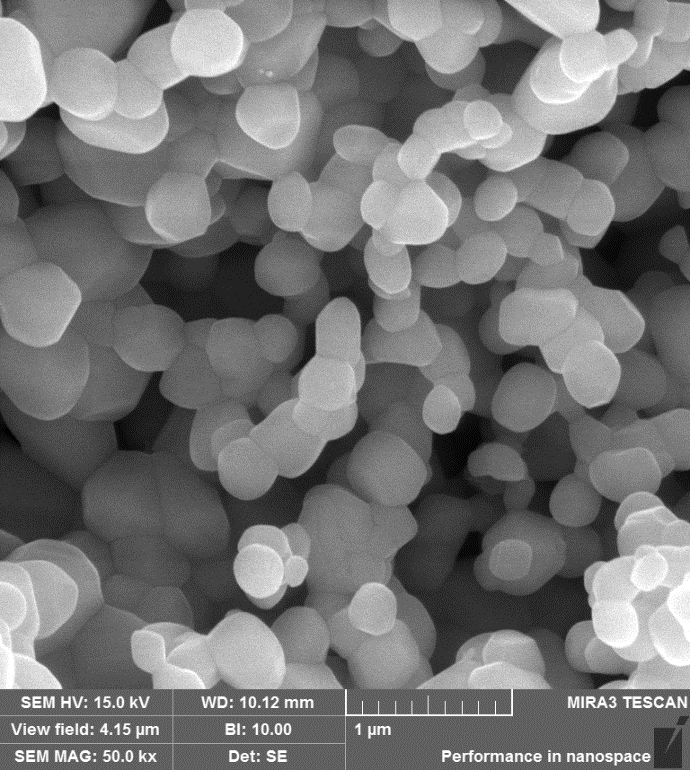 SEM HV: 15.0 kV WD: 10.12 mm MIRA3 TESCAN
View field: 4.15 µm BI: 10.00 1 µm
SEM MAG: 50.0 kx Det: SE Performance in nanospace